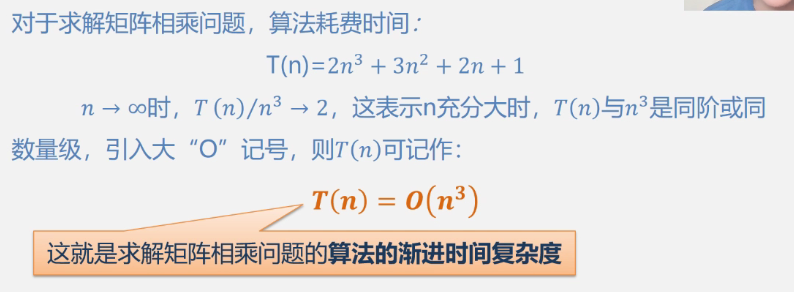 对于求解矩阵相乘问题，算法耗费时间：
T(n)=2n³ + 3n² + 2n + 1
n → ∞时，T (n)/n³ → 2，这表示n充分大时，T(n)与n³是同阶或同
数量级，引入大“O”记号，则T(n)可记作：
T(n) = O(n³)
这就是求解矩阵相乘问题的算法的渐进时间复杂度